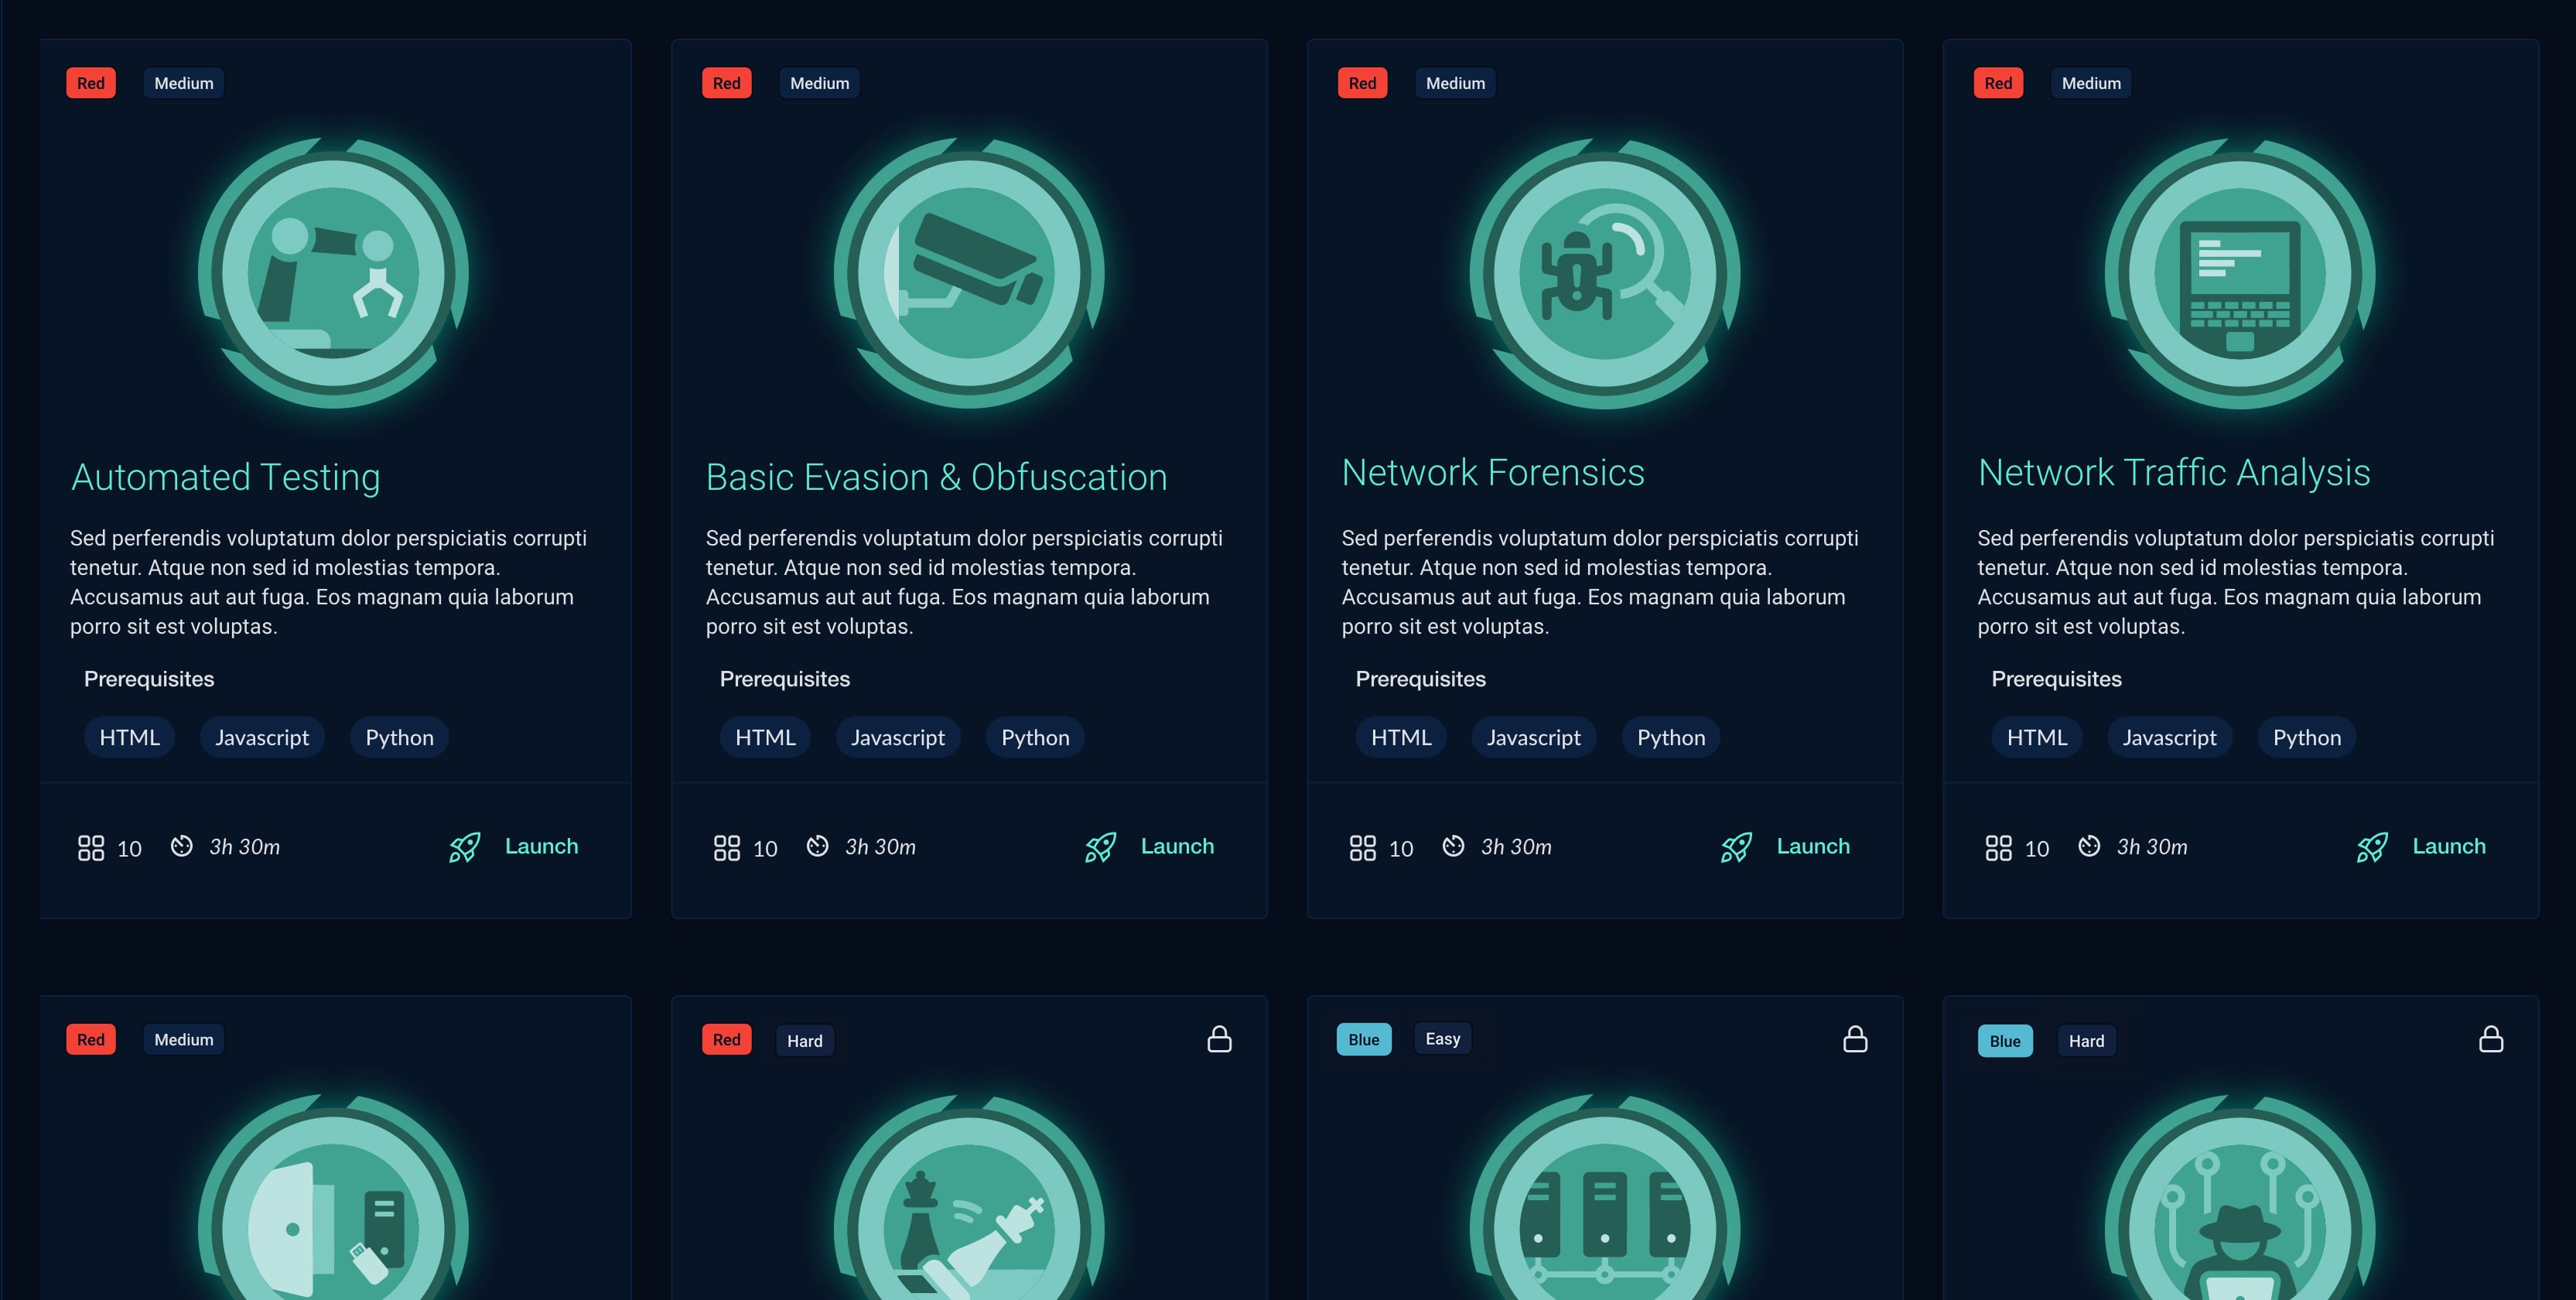 Red Medium
Automated Testing
Sed perferendis voluptatum dolor perspiciatis corrupti
tenetur. Atque non sed id molestias tempora.
Accusamus aut aut fuga. Eos magnam quia laborum
porro sit est voluptas.
Prerequisites
HTML Javascript Python
10 3h 30m Launch
Red Medium
Basic Evasion & Obfuscation
Sed perferendis voluptatum dolor perspiciatis corrupti
tenetur. Atque non sed id molestias tempora.
Accusamus aut aut fuga. Eos magnam quia laborum
porro sit est voluptas.
Prerequisites
HTML Javascript Python
10 3h 30m Launch
Red Medium
Network Forensics
Sed perferendis voluptatum dolor perspiciatis corrupti
tenetur. Atque non sed id molestias tempora.
Accusamus aut aut fuga. Eos magnam quia laborum
porro sit est voluptas.
Prerequisites
HTML Javascript Python
10 3h 30m Launch
Red Medium
Network Traffic Analysis
Sed perferendis voluptatum dolor perspiciatis corrupti
tenetur. Atque non sed id molestias tempora.
Accusamus aut aut fuga. Eos magnam quia laborum
porro sit est voluptas.
Prerequisites
HTML Javascript Python
10 3h 30m Launch
Red Medium
Red Hard
Blue Easy
Blue Hard